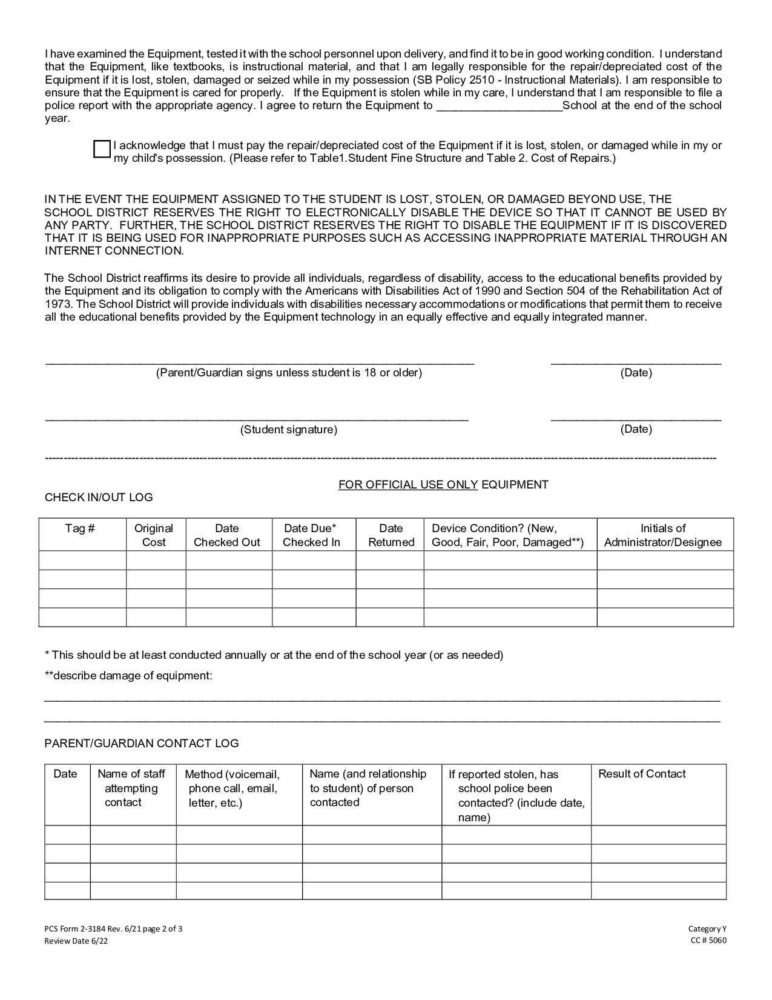 I have examined the Equipment, tested it with the school personnel upon delivery, and find it to be in good working condition. I understand
that the Equipment, like textbooks, is instructional material, and that I am legally responsible for the repair/depreciated cost of the
Equipment if it is lost, stolen, damaged or seized while in my possession (SB Policy 2510 - Instructional Materials). I am responsible to
ensure that the Equipment is cared for properly. If the Equipment is stolen while in my care, I understand that I am responsible to file a
police report with the appropriate agency. I agree to return the Equipment to ____________________School at the end of the school
year.
I acknowledge that I must pay the repair/depreciated cost of the Equipment if it is lost, stolen, or damaged while in my or
my child's possession. (Please refer to Table1.Student Fine Structure and Table 2. Cost of Repairs.)
IN THE EVENT THE EQUIPMENT ASSIGNED TO THE STUDENT IS LOST, STOLEN, OR DAMAGED BEYOND USE, THE
SCHOOL DISTRICT RESERVES THE RIGHT TO ELECTRONICALLY DISABLE THE DEVICE SO THAT IT CANNOT BE USED BY
ANY PARTY. FURTHER, THE SCHOOL DISTRICT RESERVES THE RIGHT TO DISABLE THE EQUIPMENT IF IT IS DISCOVERED
THAT IT IS BEING USED FOR INAPPROPRIATE PURPOSES SUCH AS ACCESSING INAPPROPRIATE MATERIAL THROUGH AN
INTERNET CONNECTION.
The School District reaffirms its desire to provide all individuals, regardless of disability, access to the educational benefits provided by
the Equipment and its obligation to comply with the Americans with Disabilities Act of 1990 and Section 504 of the Rehabilitation Act of
1973. The School District will provide individuals with disabilities necessary accommodations or modifications that permit them to receive
all the educational benefits provided by the Equipment technology in an equally effective and equally integrated manner.
(Parent/Guardian signs unless student is 18 or older) (Date)
(Student signature) (Date)
FOR OFFICIAL USE ONLY EQUIPMENT
CHECK IN/OUT LOG
Tag # Original Date Date Due* Date Device Condition? (New, Initials of
Cost Checked Out Checked In Returned Good, Fair, Poor, Damaged**) Administrator/Designee
* This should be at least conducted annually or at the end of the school year (or as needed)
**describe damage of equipment:
PARENT/GUARDIAN CONTACT LOG
Date Name of staff Method (voicemail, Name (and relationship If reported stolen, has Result of Contact
attempting phone call, email, to student) of person school police been
contact letter, etc.) contacted contacted? (include date,
name)
PCS Form 2-3184 Rev. 6/21 page 2 of 3 Category Y
Review Date 6/22 CC # 5060